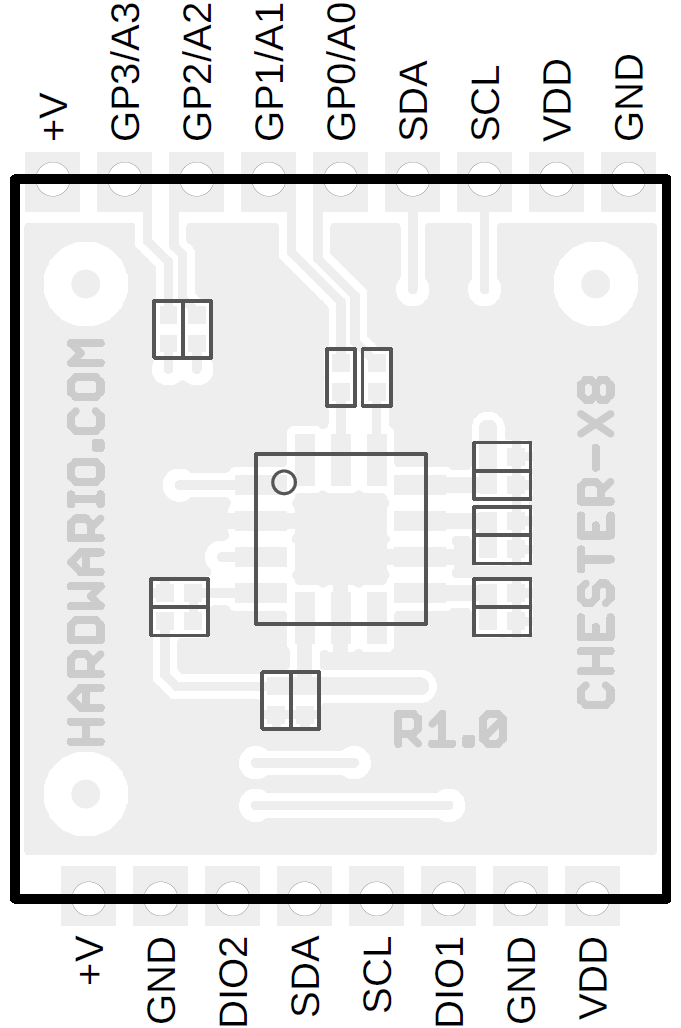 +V
GP3/A3
GP2/A2
GP1/A1
GP0/A0
SDA
SCL
VDD
GND
HARDWARIO.COM
CHESTER-X8
R1.0
+V
GND
DIO2
SDA
SCL
DIO1
GND
VDD